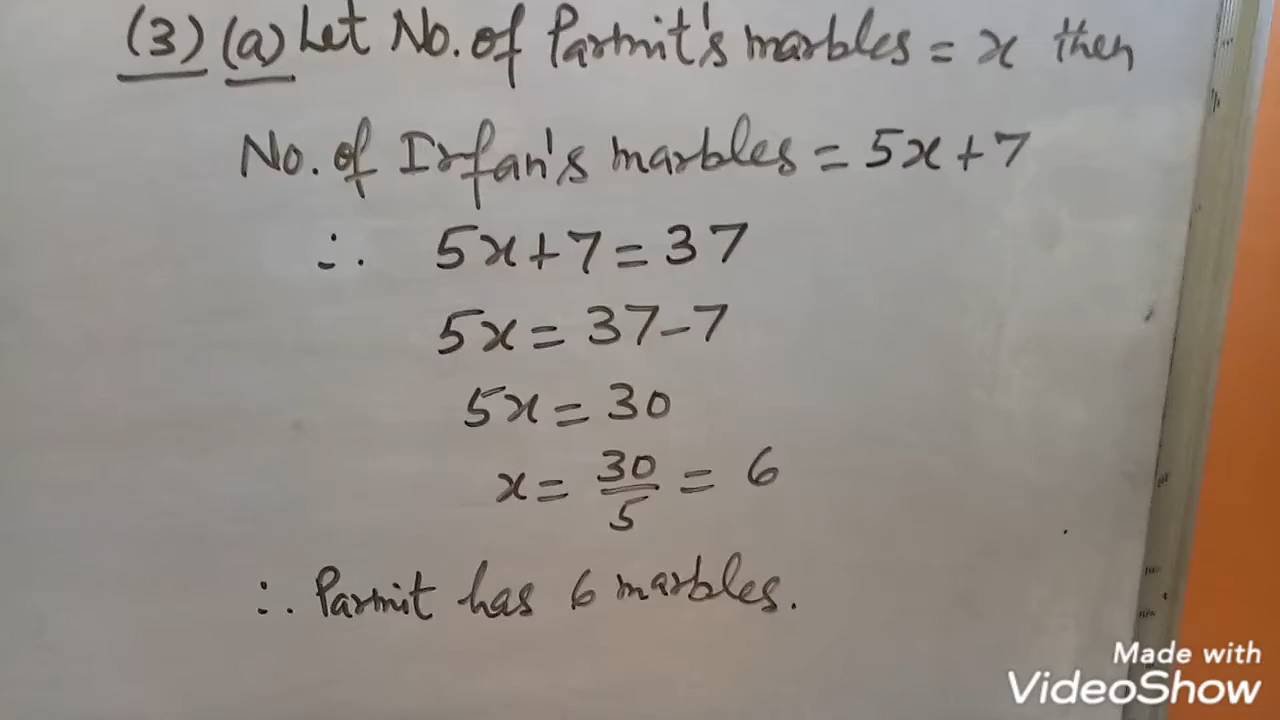 (3) (a) Let No. of Parmit's marbles = x then
No. of Irfan's marbles = 5x + 7
∴ 5x + 7 = 37
5x = 37 - 7
5x = 30
x = 30/5 = 6
∴ Parmit has 6 marbles.
Made with
VideoShow